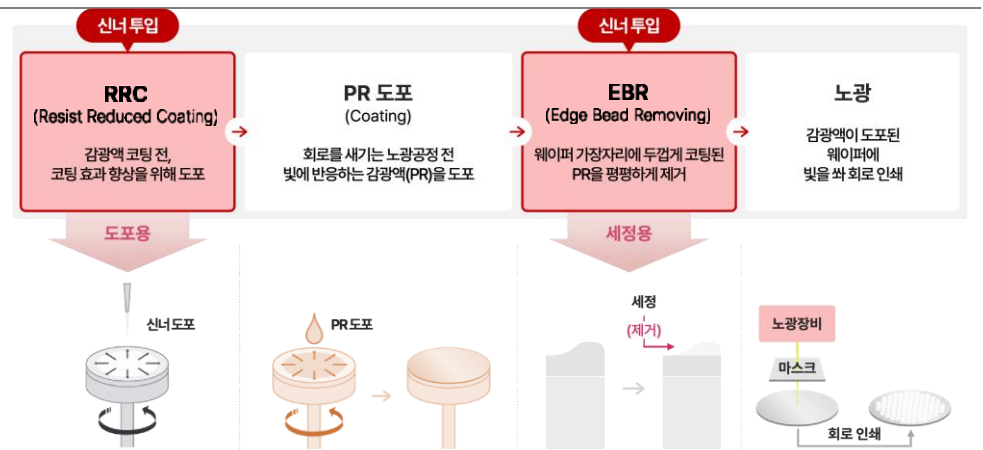 신너 투입
신너 투입
RRC
(Resist Reduced Coating)
감광액 코팅 전,
코팅 효과 향상을 위해 도포
PR 도포
(Coating)
회로를 새기는 노광공정 전
빛에 반응하는 감광액(PR)을 도포
EBR
(Edge Bead Removing)
웨이퍼 가장자리에 두껍게 코팅된
PR을 평평하게 제거
노광
감광액이 도포된
웨이퍼에
빛을 쏴 회로 인쇄
도포용
세정용
신너 도포
PR 도포
세정
(제거)
노광장비
마스크
회로 인쇄